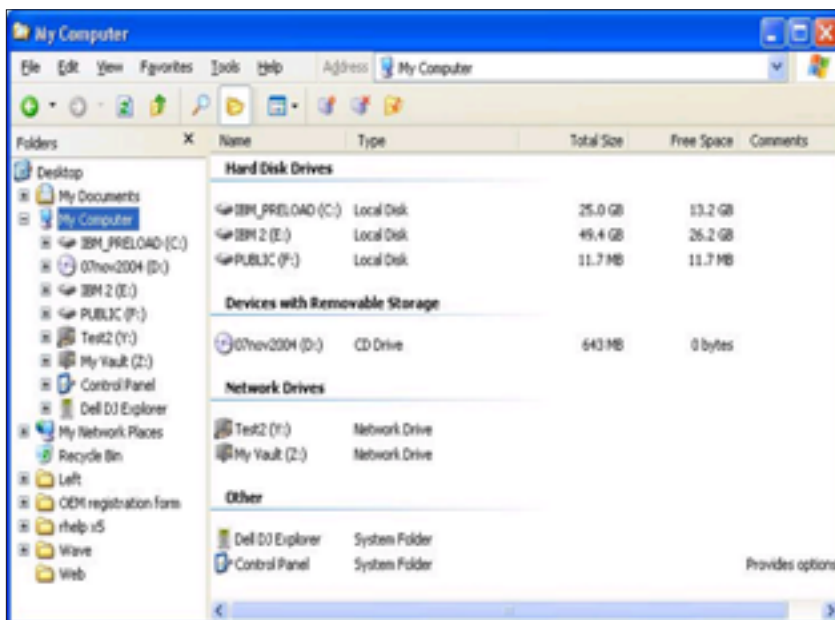 My Computer
File Edit View Favorites Tools Help Address My Computer
Folders X
Desktop
My Documents
My Computer
IBM_PRELOAD (C:)
07nov2004 (D:)
IBM 2 (E:)
PUBLIC (F:)
Test2 (Y:)
My Vault (Z:)
Control Panel
Dell DJ Explorer
My Network Places
Recycle Bin
Left
OEM registration form
rhelp x5
Wave
Web
Name Type Total Size Free Space Comments
Hard Disk Drives
IBM_PRELOAD (C:) Local Disk 25.0 GB 13.2 GB
IBM 2 (E:) Local Disk 49.4 GB 26.2 GB
PUBLIC (F:) Local Disk 11.7 MB 11.7 MB
Devices with Removable Storage
07nov2004 (D:) CD Drive 643 MB 0 bytes
Network Drives
Test2 (Y:) Network Drive
My Vault (Z:) Network Drive
Other
Dell DJ Explorer System Folder
Control Panel System Folder Provides options